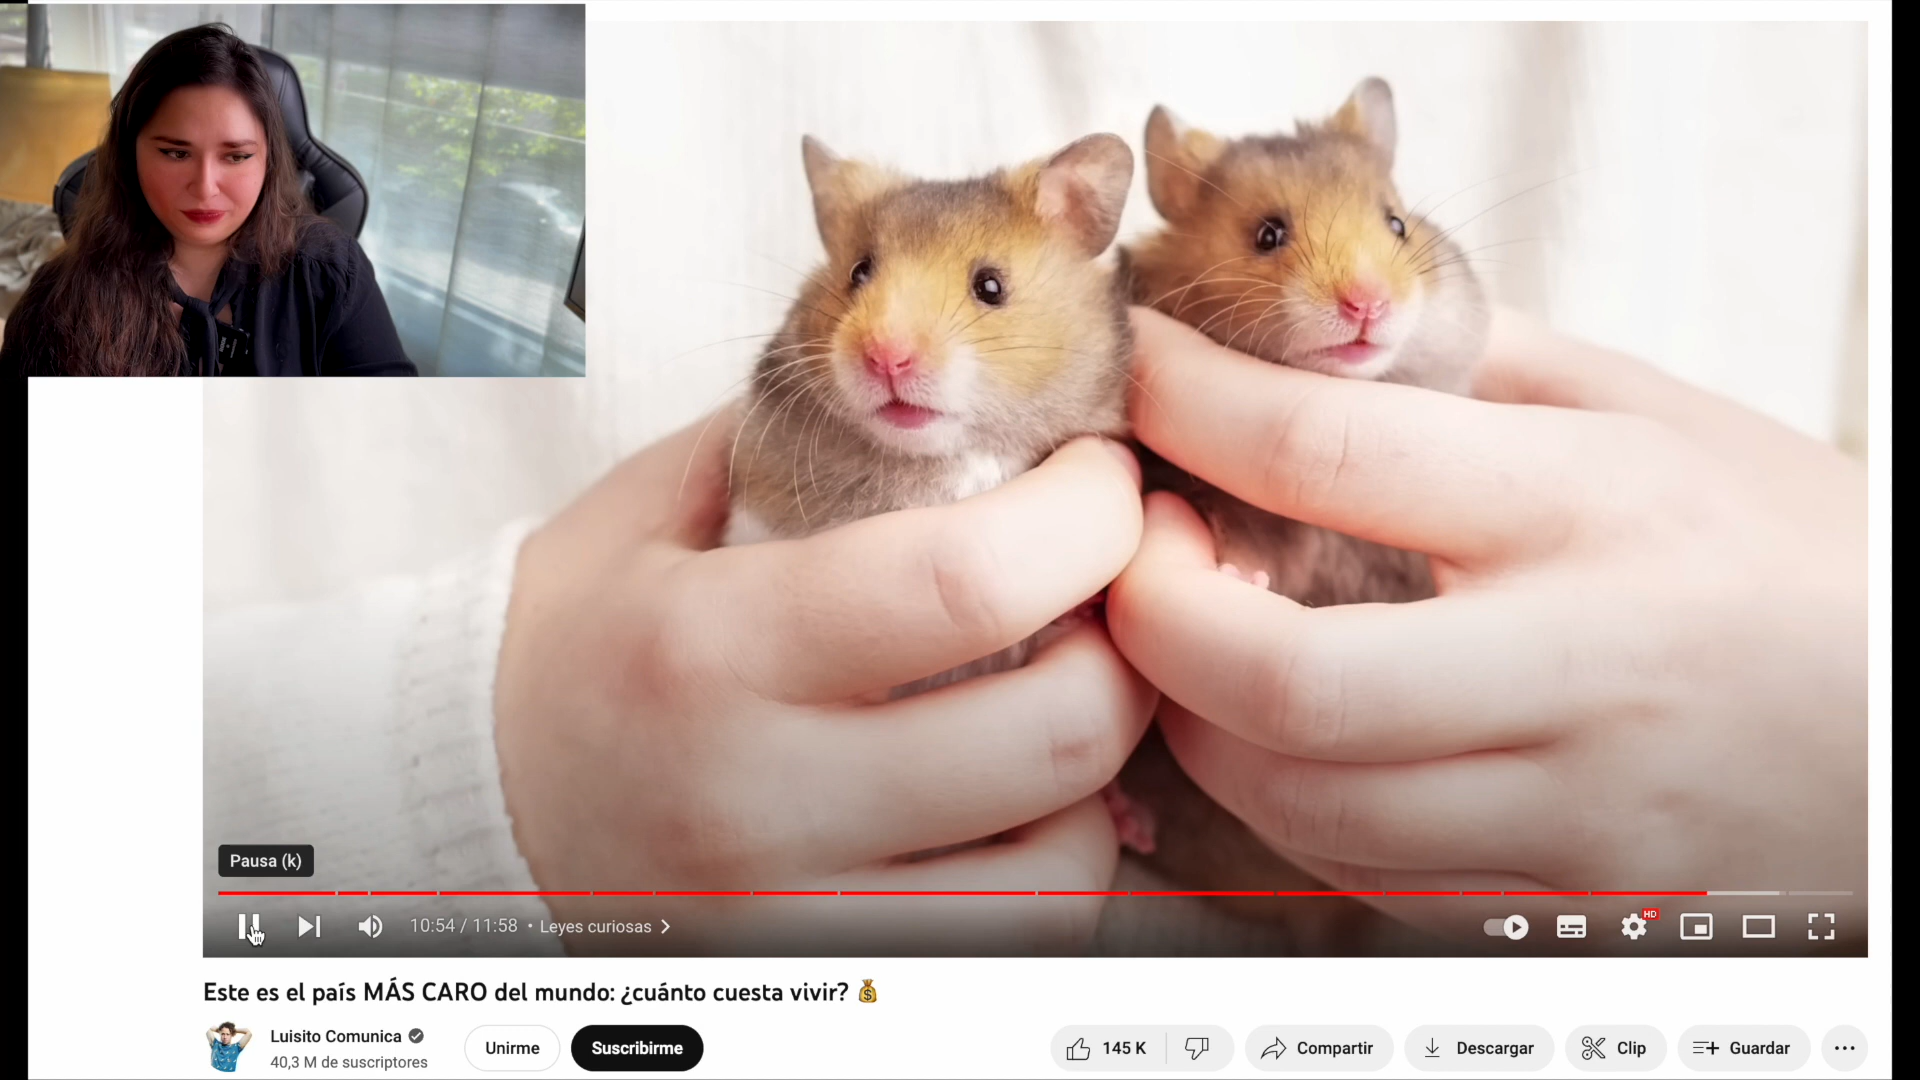 Pausa (k)
10:54 / 11:58 • Leyes curiosas
HD
Este es el país MÁS CARO del mundo: ¿cuánto cuesta vivir? 💰
Luisito Comunica
40,3 M de suscriptores
Unirme
Suscribirme
145 K
Compartir
Descargar
Clip
Guardar